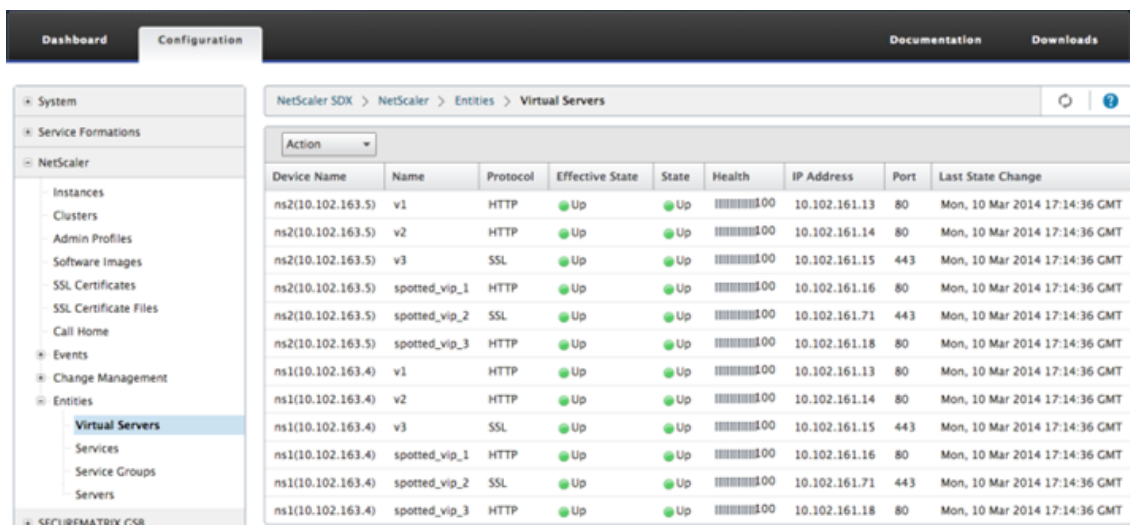 Dashboard Configuration Documentation Downloads
System
Service Formations
NetScaler
Instances
Clusters
Admin Profiles
Software Images
SSL Certificates
SSL Certificate Files
Call Home
Events
Change Management
Entities
Virtual Servers
Services
Service Groups
Servers
SECUREMATRIX GSB
NetScaler SDX > NetScaler > Entities > Virtual Servers
Action
Device Name Name Protocol Effective State State Health IP Address Port Last State Change
ns2(10.102.163.5) v1 HTTP Up Up 100 10.102.161.13 80 Mon, 10 Mar 2014 17:14:36 GMT
ns2(10.102.163.5) v2 HTTP Up Up 100 10.102.161.14 80 Mon, 10 Mar 2014 17:14:36 GMT
ns2(10.102.163.5) v3 SSL Up Up 100 10.102.161.15 443 Mon, 10 Mar 2014 17:14:36 GMT
ns2(10.102.163.5) spotted_vip_1 HTTP Up Up 100 10.102.161.16 80 Mon, 10 Mar 2014 17:14:36 GMT
ns2(10.102.163.5) spotted_vip_2 SSL Up Up 100 10.102.161.71 443 Mon, 10 Mar 2014 17:14:36 GMT
ns2(10.102.163.5) spotted_vip_3 HTTP Up Up 100 10.102.161.18 80 Mon, 10 Mar 2014 17:14:36 GMT
ns1(10.102.163.4) v1 HTTP Up Up 100 10.102.161.13 80 Mon, 10 Mar 2014 17:14:36 GMT
ns1(10.102.163.4) v2 HTTP Up Up 100 10.102.161.14 80 Mon, 10 Mar 2014 17:14:36 GMT
ns1(10.102.163.4) v3 SSL Up Up 100 10.102.161.15 443 Mon, 10 Mar 2014 17:14:36 GMT
ns1(10.102.163.4) spotted_vip_1 HTTP Up Up 100 10.102.161.16 80 Mon, 10 Mar 2014 17:14:36 GMT
ns1(10.102.163.4) spotted_vip_2 SSL Up Up 100 10.102.161.71 443 Mon, 10 Mar 2014 17:14:36 GMT
ns1(10.102.163.4) spotted_vip_3 HTTP Up Up 100 10.102.161.18 80 Mon, 10 Mar 2014 17:14:36 GMT